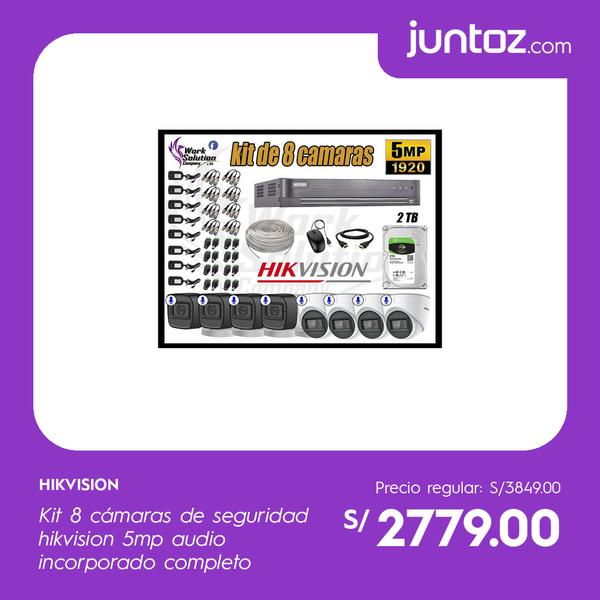 juntoz.com
Work
Solution
Company
kit de 8 camaras
5MP
1920
2 TB
HIKVISION
HIKVISION
Kit 8 cámaras de seguridad
hikvision 5mp audio
incorporado completo
Precio regular: S/3849.00
S/ 2779.00